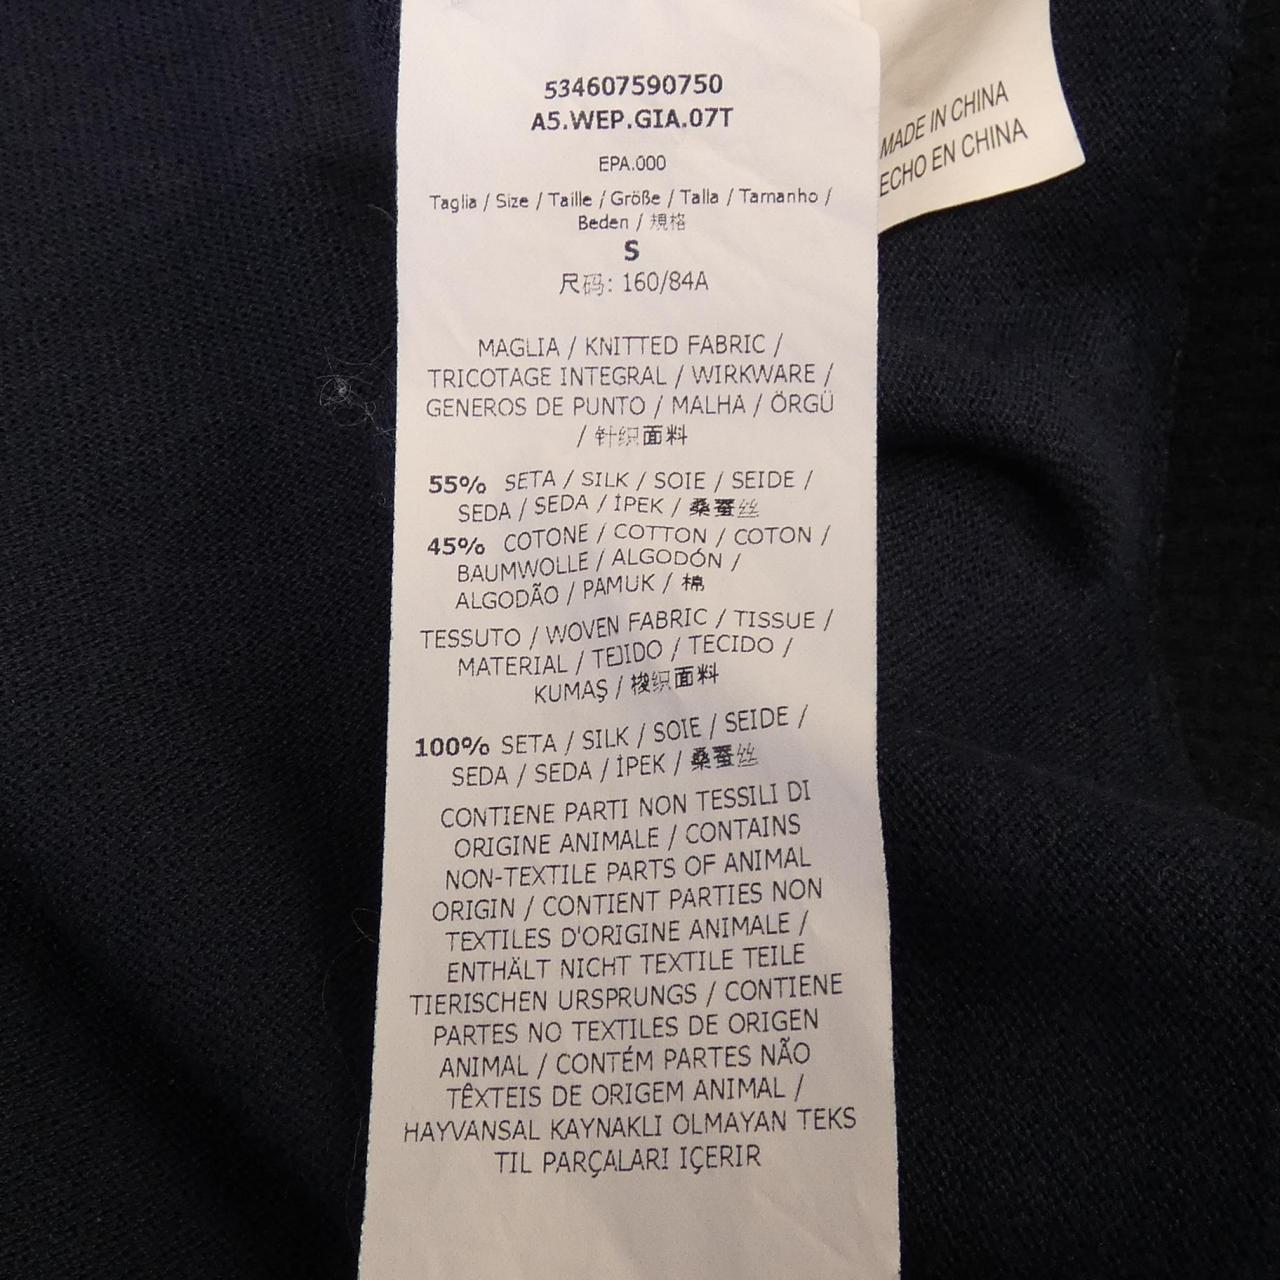 534607590750
A5.WEP.GIA.07T
EPA.000
Taglia / Size / Taille / Größe / Talla / Tamanho /
Beden / 規格
S
尺码: 160/84A
MAGLIA / KNITTED FABRIC /
TRICOTAGE INTEGRAL / WIRKWARE /
GENEROS DE PUNTO / MALHA / ÖRGÜ
/ 针织面料
55% SETA / SILK / SOIE / SEIDE /
SEDA / SEDA / İPEK / 桑蚕丝
45% COTONE / COTTON / COTON /
BAUMWOLLE / ALGODÓN /
ALGODÃO / PAMUK / 棉
TESSUTO / WOVEN FABRIC / TISSUE /
MATERIAL / TEJIDO / TECIDO /
KUMAŞ / 梭织面料
100% SETA / SILK / SOIE / SEIDE /
SEDA / SEDA / İPEK / 桑蚕丝
CONTIENE PARTI NON TESSILI DI
ORIGINE ANIMALE / CONTAINS
NON-TEXTILE PARTS OF ANIMAL
ORIGIN / CONTIENT PARTIES NON
TEXTILES D'ORIGINE ANIMALE /
ENTHÄLT NICHT TEXTILE TEILE
TIERISCHEN URSPRUNGS / CONTIENE
PARTES NO TEXTILES DE ORIGEN
ANIMAL / CONTÉM PARTES NÃO
TÊXTEIS DE ORIGEM ANIMAL /
HAYVANSAL KAYNAKLI OLMAYAN TEKS
TIL PARÇALARI IÇERIR
MADE IN CHINA
ECHO EN CHINA